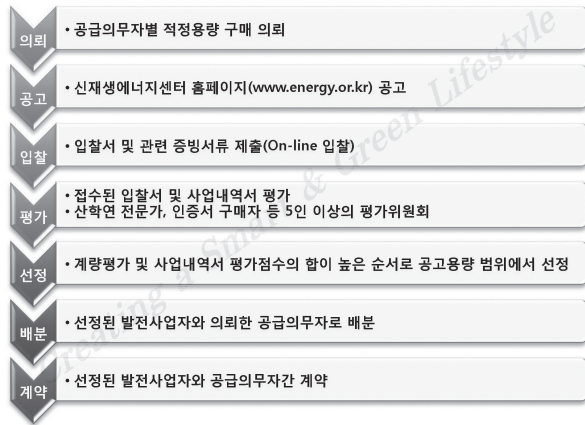 의뢰
• 공급의무자별 적정용량 구매 의뢰
공고
• 신재생에너지센터 홈페이지(www.energy.or.kr) 공고
입찰
• 입찰서 및 관련 증빙서류 제출(On-line 입찰)
평가
• 접수된 입찰서 및 사업내역서 평가
• 산학연 전문가, 인증서 구매자 등 5인 이상의 평가위원회
선정
• 계량평가 및 사업내역서 평가점수의 합이 높은 순서로 공고용량 범위에서 선정
배분
• 선정된 발전사업자와 의뢰한 공급의무자로 배분
계약
• 선정된 발전사업자와 공급의무자간 계약
Creating a Smart & Green Lifestyle